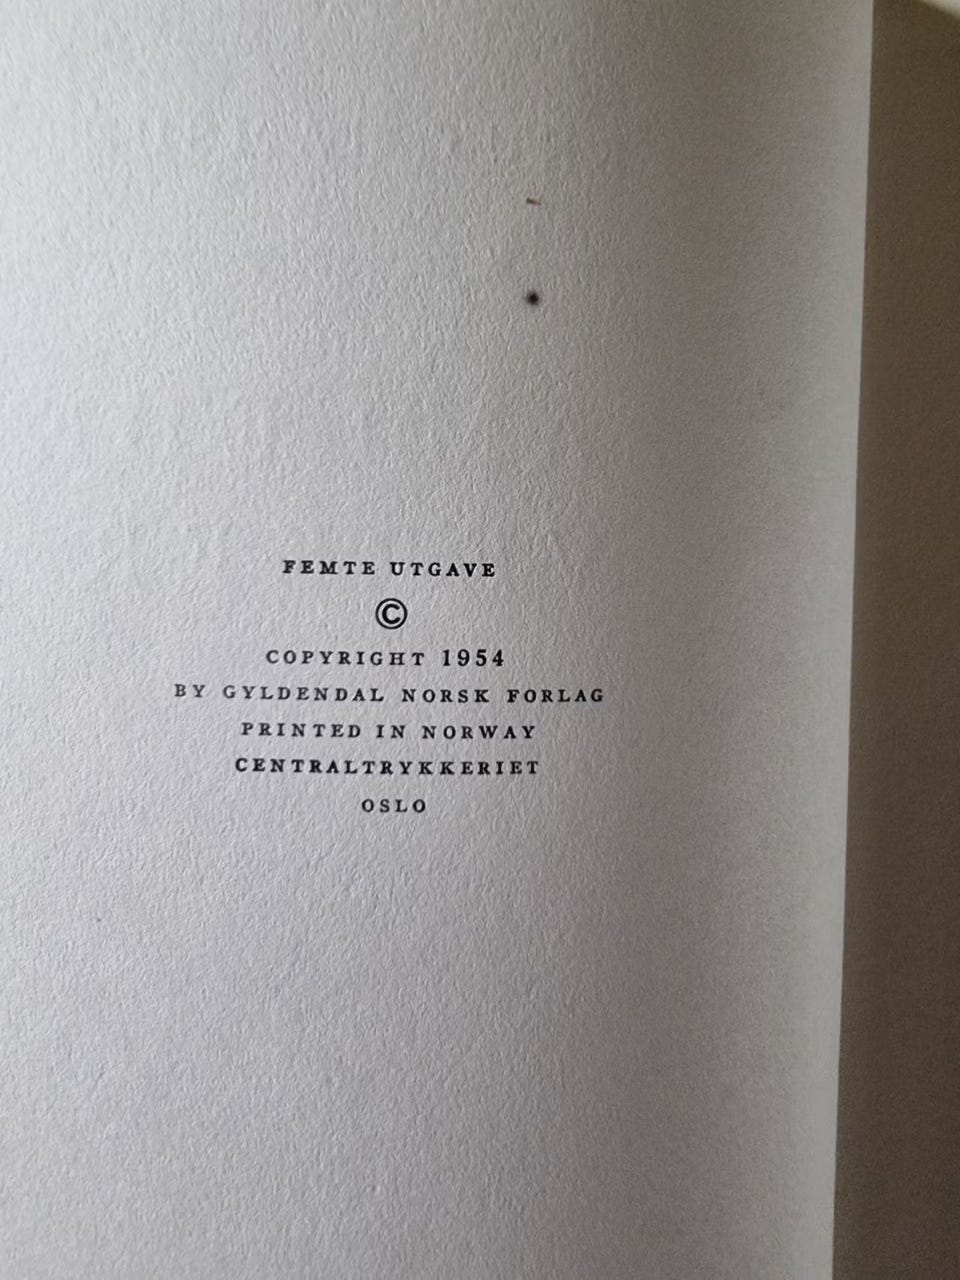 FEMTE UTGAVE
©
COPYRIGHT 1954
BY GYLDENDAL NORSK FORLAG
PRINTED IN NORWAY
CENTRALTRYKKERIET
OSLO